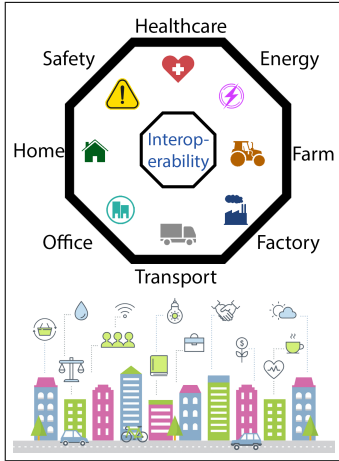 Healthcare
Safety
Energy
Interop-
erability
Home
Farm
Office
Factory
Transport
$